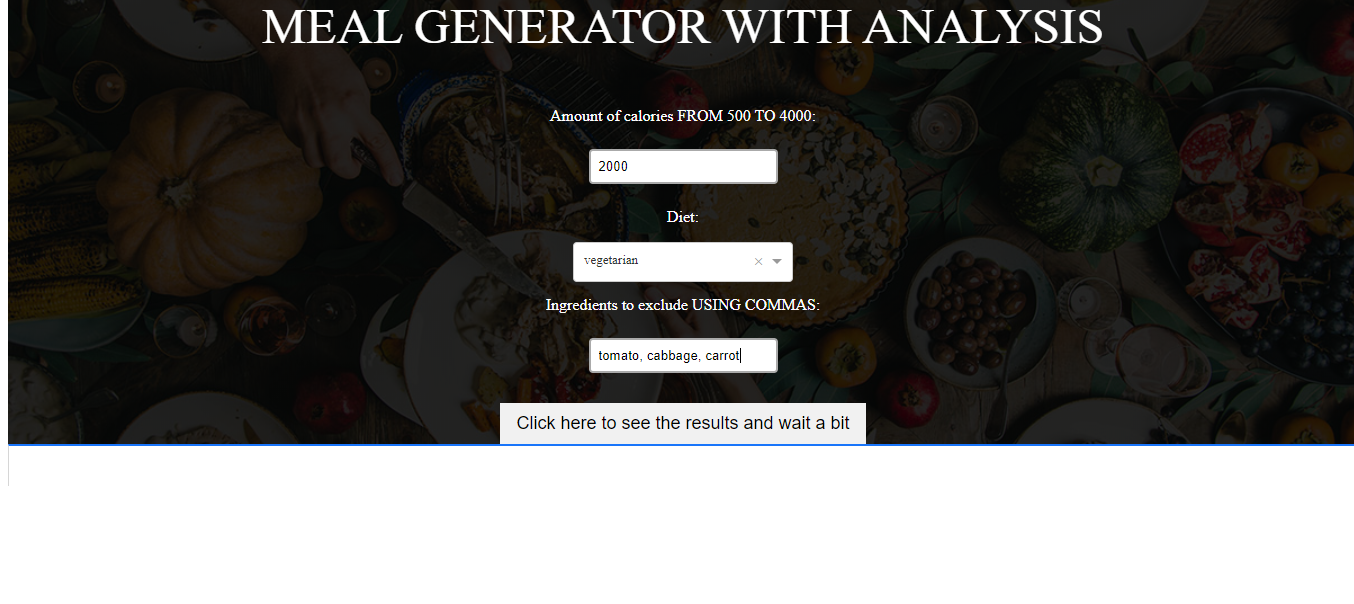 MEAL GENERATOR WITH ANALYSIS
Amount of calories FROM 500 TO 4000:
2000
Diet:
vegetarian
Ingredients to exclude USING COMMAS:
tomato, cabbage, carrot
Click here to see the results and wait a bit